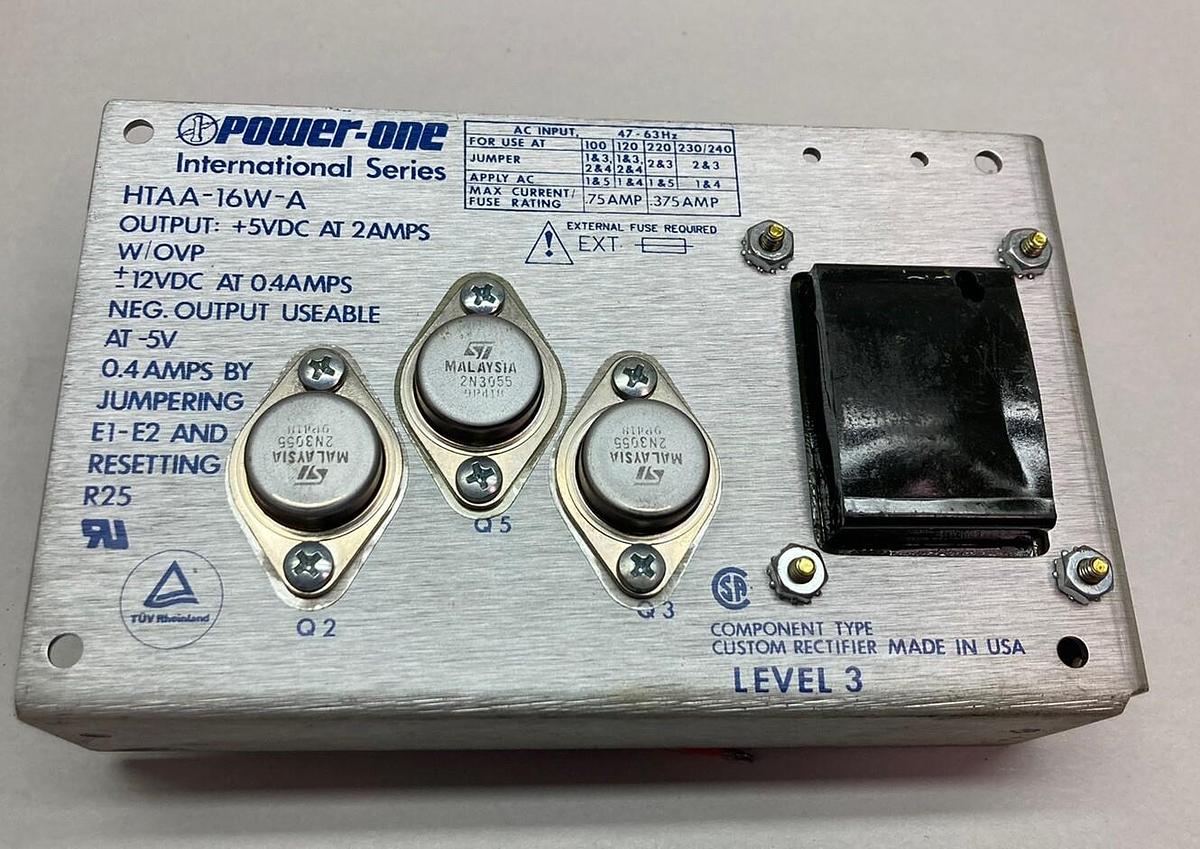 POWER-ONE
International Series
HTAA-16W-A
OUTPUT: +5VDC AT 2AMPS
W/OVP
±12VDC AT 0.4AMPS
NEG. OUTPUT USEABLE
AT -5V
0.4 AMPS BY
JUMPERING
E1-E2 AND
RESETTING
R25
AC INPUT, 47-63Hz
FOR USE AT 100 120 220 230/240
JUMPER 1&3, 2&4 1&3, 2&4 2&3 2&3
APPLY AC 1&5 1&4 1&5 1&4
MAX CURRENT/
FUSE RATING .75AMP .375AMP
EXTERNAL FUSE REQUIRED
EXT.
ST
MALAYSIA
2N3055
9P418
ST
MALAYSIA
2N3055
9P418
ST
MALAYSIA
2N3055
9P418
Q5
Q2
Q3
RU
TÜV Rheinland
SA
COMPONENT TYPE
CUSTOM RECTIFIER MADE IN USA
LEVEL 3